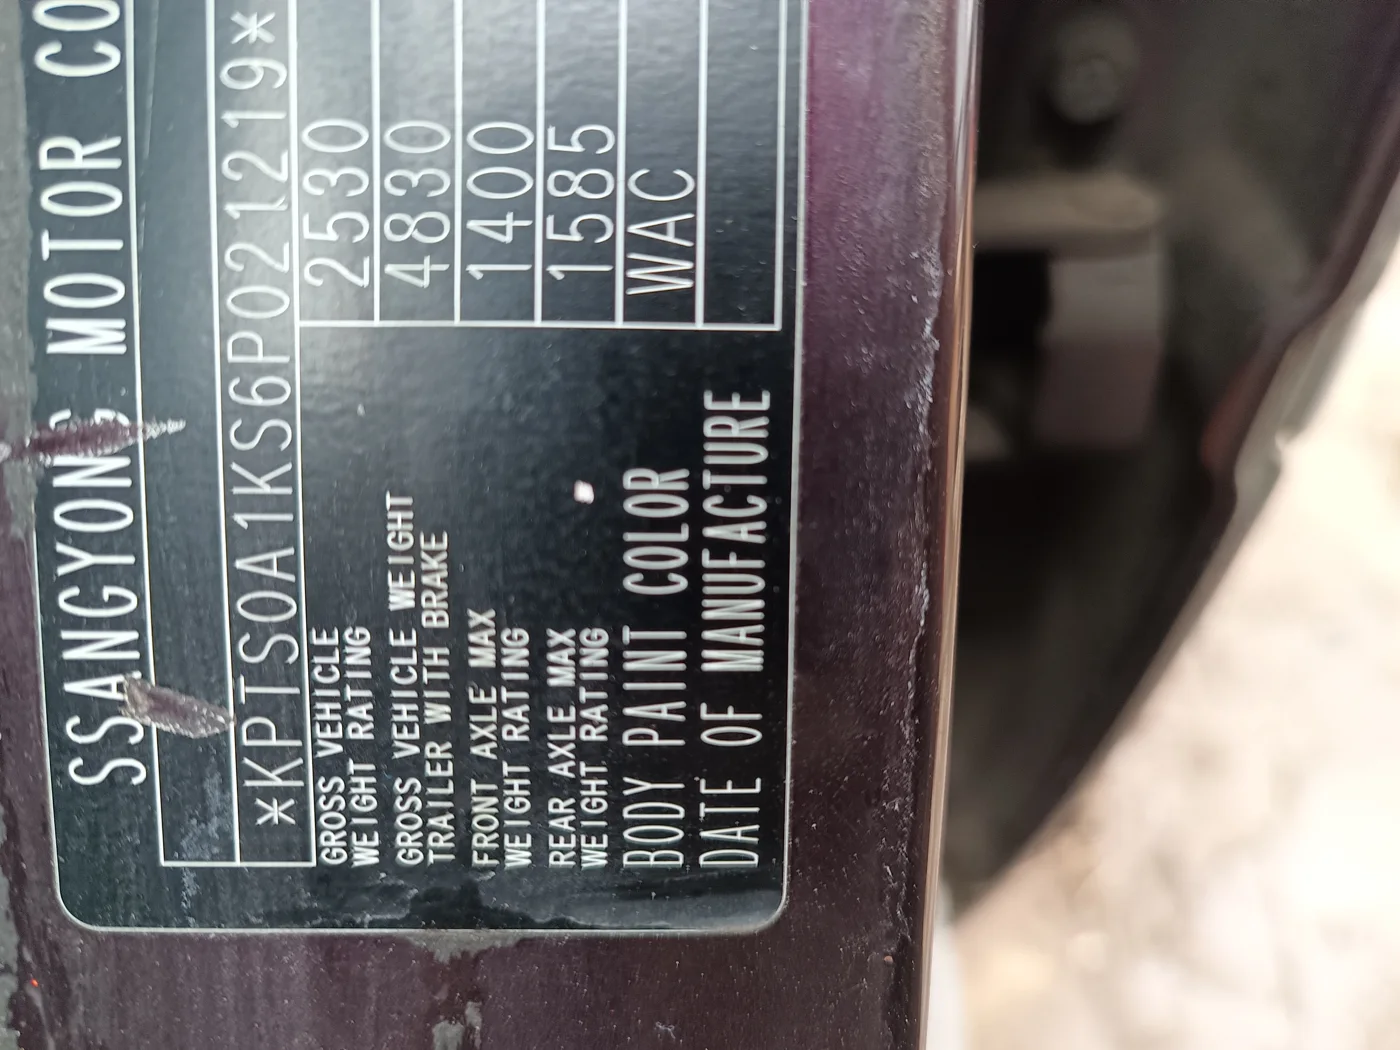 SSANGYONG MOTOR CO
*KPTS0A1KS6P021219*
GROSS VEHICLE
WEIGHT RATING
2530
GROSS VEHICLE WEIGHT
TRAILER WITH BRAKE
4830
FRONT AXLE MAX
WEIGHT RATING
1400
REAR AXLE MAX
WEIGHT RATING
1585
BODY PAINT COLOR
WAC
DATE OF MANUFACTURE